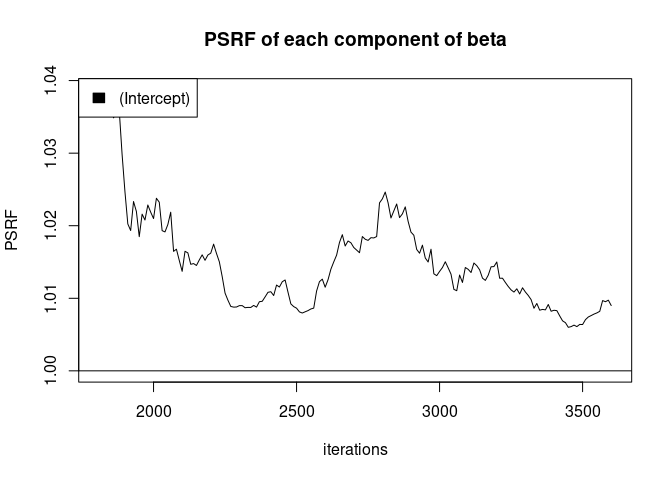 PSRF of each component of beta
(Intercept)
PSRF
1.04
1.03
1.02
1.01
1.00
2000 2500 3000 3500
iterations